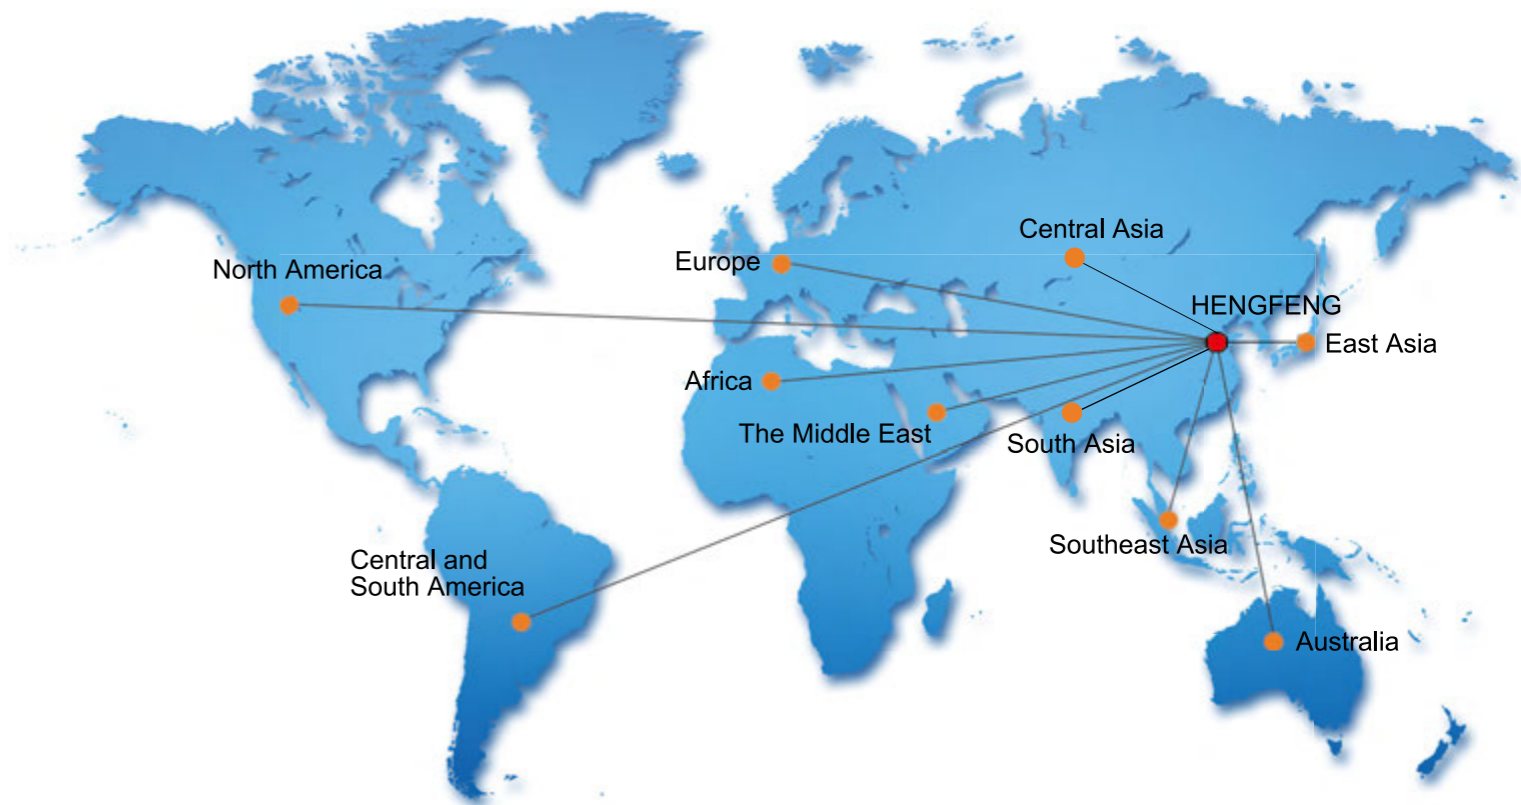 Central Asia
Europe
North America
HENGFENG
East Asia
Africa
The Middle East
South Asia
Southeast Asia
Central and
South America
Australia